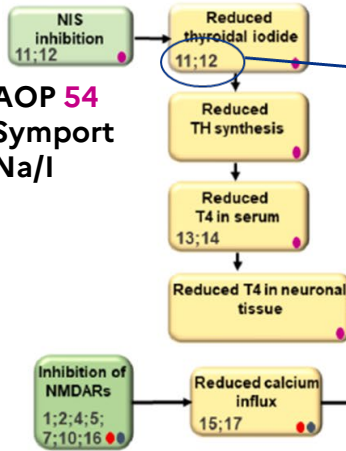 NIS
inhibition
11;12
Reduced
thyroidal iodide
11;12
AOP 54
Symport
Na/I
Reduced
TH synthesis
Reduced
T4 in serum
13;14
Reduced T4 in neuronal
tissue
Inhibition of
NMDARs
1;2;4;5;
7;10;16
Reduced calcium
influx
15;17